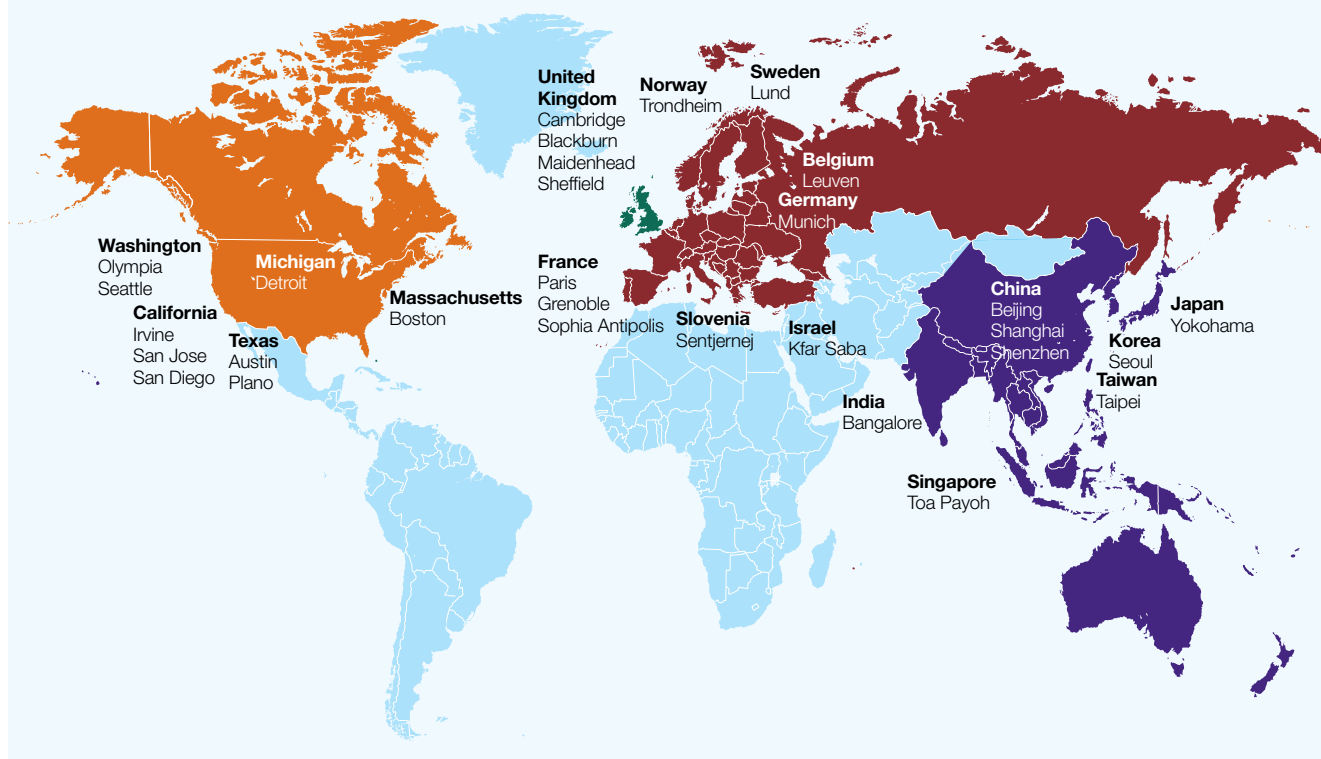 Washington
Olympia
Seattle
California
Irvine
San Jose
San Diego
Texas
Austin
Plano
Michigan
Detroit
Massachusetts
Boston
United
Kingdom
Cambridge
Blackburn
Maidenhead
Sheffield
Norway
Trondheim
Sweden
Lund
Belgium
Leuven
Germany
Munich
France
Paris
Grenoble
Sophia Antipolis
Slovenia
Sentjernej
Israel
Kfar Saba
India
Bangalore
China
Beijing
Shanghai
Shenzhen
Japan
Yokohama
Korea
Seoul
Taiwan
Taipei
Singapore
Toa Payoh